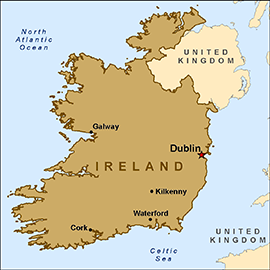 North
Atlantic
Ocean
UNITED
KINGDOM
Galway
Dublin
IRELAND
Kilkenny
Waterford
Cork
UNITED
KINGDOM
Celtic
Sea